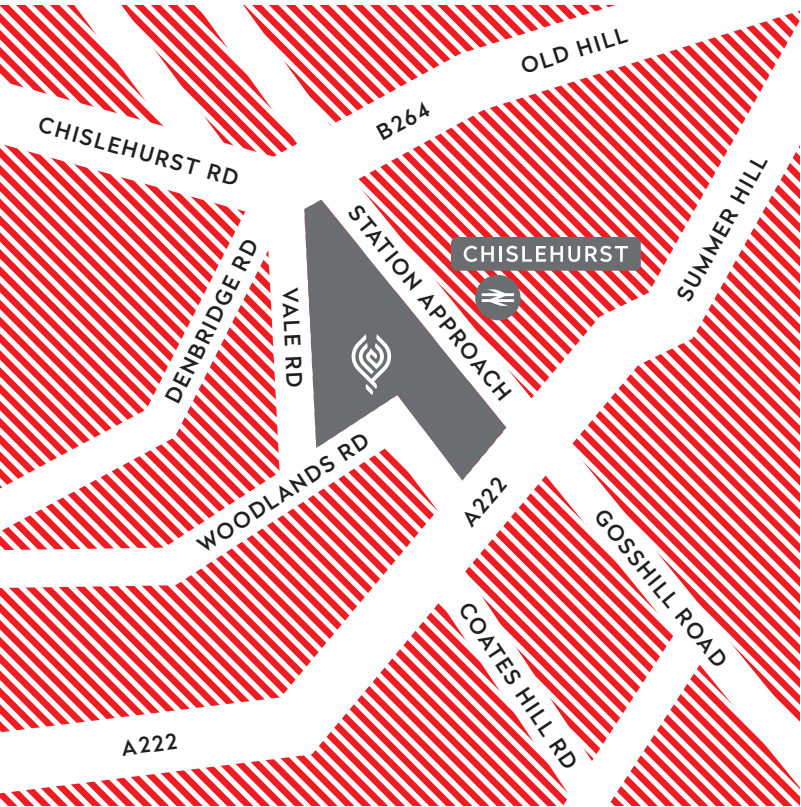 OLD HILL
B264
CHISLEHURST RD
SUMMER HILL
STATION APPROACH
CHISLEHURST
DENBRIDGE RD
VALE RD
WOODLANDS RD
A222
GOSSHILL ROAD
COATES HILL RD
A222